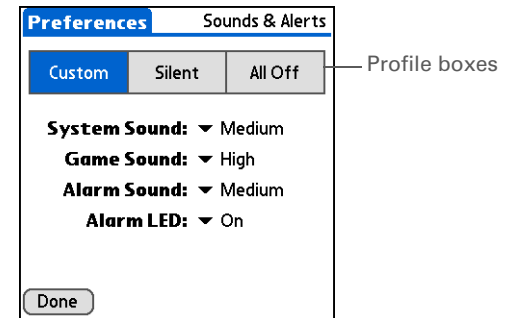 Preferences Sounds & Alerts
Custom Silent All Off
Profile boxes
System Sound: Medium
Game Sound: High
Alarm Sound: Medium
Alarm LED: On
Done